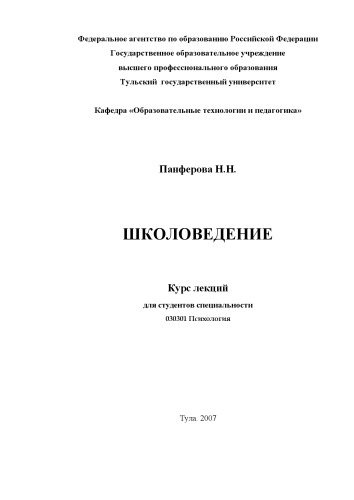 Федеральное агентство по образованию Российской Федерации
Государственное образовательное учреждение
высшего профессионального образования
Тульский государственный университет
Кафедра «Образовательные технологии и педагогика»
Панферова Н.Н.
ШКОЛОВЕДЕНИЕ
Курс лекций
для студентов специальности
030301 Психология
Тула. 2007